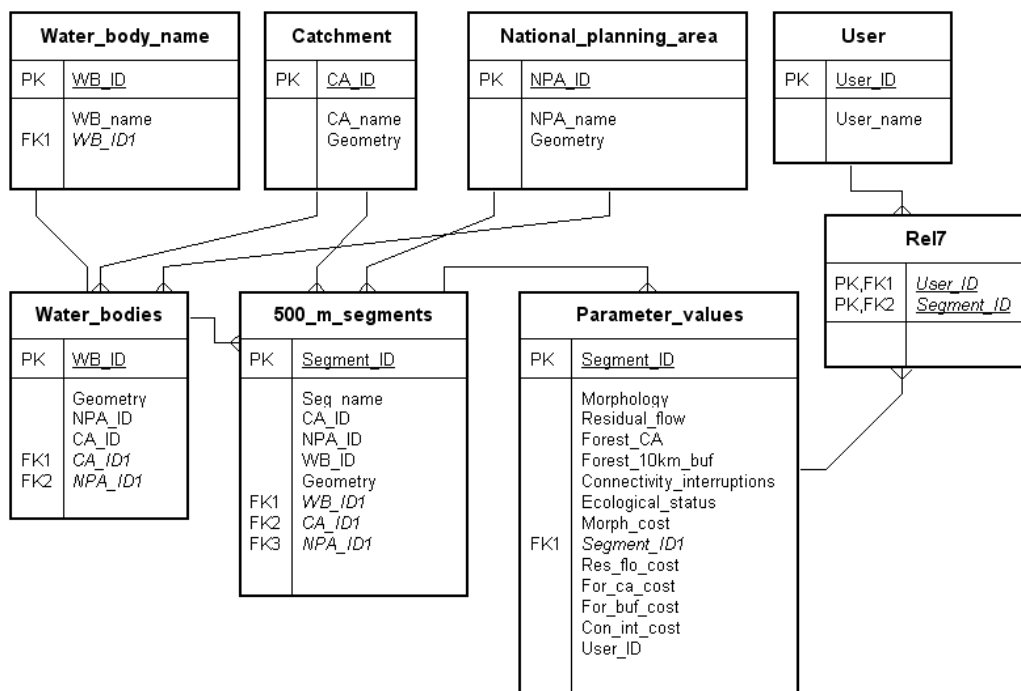 Water_body_name
PK WB_ID
WB_name
FK1 WB_ID1
Catchment
PK CA_ID
CA_name
Geometry
National_planning_area
PK NPA_ID
NPA_name
Geometry
User
PK User_ID
User_name
Rel7
PK,FK1 User_ID
PK,FK2 Segment_ID
Water_bodies
PK WB_ID
Geometry
NPA_ID
CA_ID
FK1 CA_ID1
FK2 NPA_ID1
500_m_segments
PK Segment_ID
Seg_name
CA_ID
NPA_ID
WB_ID
Geometry
FK1 WB_ID1
FK2 CA_ID1
FK3 NPA_ID1
Parameter_values
PK Segment_ID
Morphology
Residual_flow
Forest_CA
Forest_10km_buf
Connectivity_interruptions
Ecological_status
Morph_cost
FK1 Segment_ID1
Res_flo_cost
For_ca_cost
For_buf_cost
Con_int_cost
User_ID